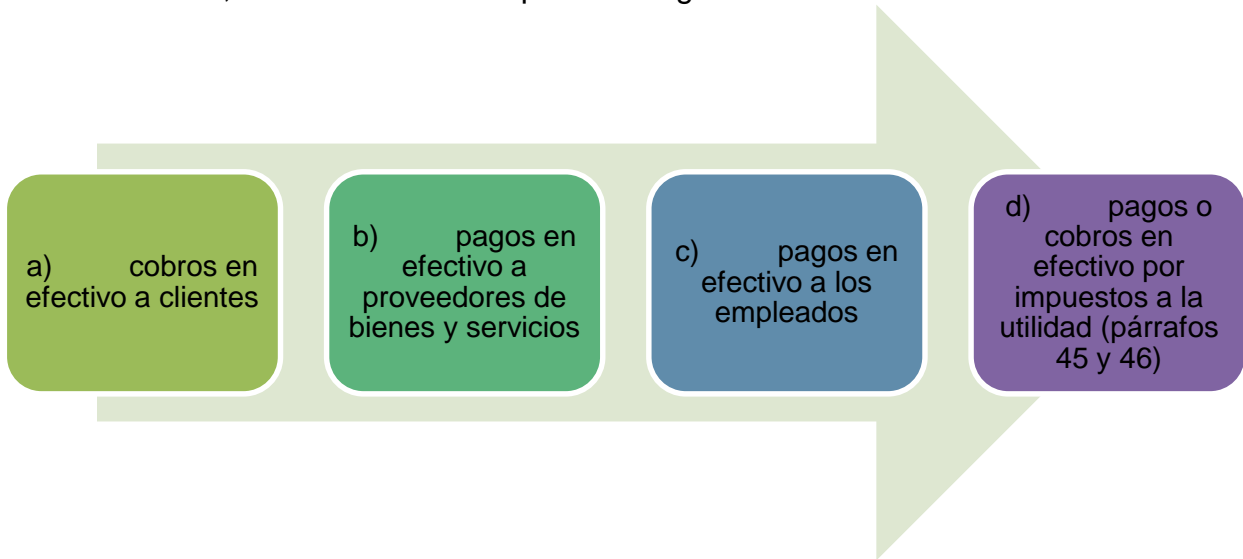 a) cobros en
efectivo a clientes
b) pagos en
efectivo a
proveedores de
bienes y servicios
c) pagos en
efectivo a los
empleados
d) pagos o
cobros en
efectivo por
impuestos a la
utilidad (párrafos
45 y 46)